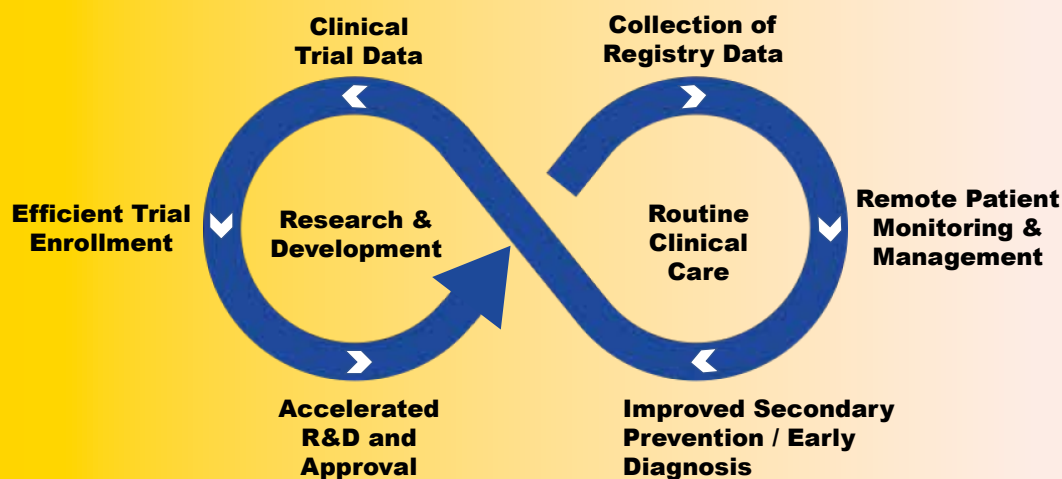 Clinical
Trial Data
Collection of
Registry Data
Efficient Trial
Enrollment
Research &
Development
Routine
Clinical
Care
Remote Patient
Monitoring &
Management
Accelerated
R&D and
Approval
Improved Secondary
Prevention / Early
Diagnosis